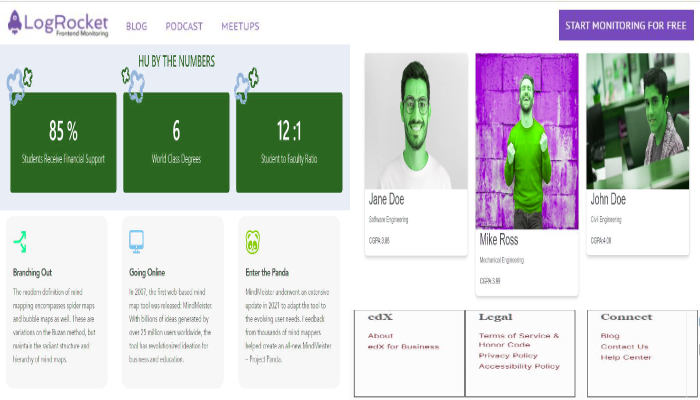 LogRocket
Frontend Monitoring
BLOG
PODCAST
MEETUPS
START MONITORING FOR FREE
HU BY THE NUMBERS
85 %
Students Receive Financial Support
6
World Class Degrees
12 :1
Student to Faculty Ratio
Jane Doe
Software Engineering
CGPA:3.95
Mike Ross
Mechanical Engineering
CGPA:3.99
John Doe
Civil Engineering
CGPA:4.00
Branching Out
The modern definition of mind
mapping encompasses spider maps
and bubble maps as well. These are
variations on the Buzan method, but
maintain the radiant structure and
hierarchy of mind maps.
Going Online
In 2007, the first web-based mind
map tool was released: MindMeister.
With billions of ideas generated by
over 25 million users worldwide, the
tool has revolutionized ideation for
business and education.
Enter the Panda
MindMeister underwent an extensive
update in 2021 to adapt the tool to
the evolving user needs. Feedback
from thousands of mind mappers
helped create an all-new MindMeister
– Project Panda.
edX
About
edX for Business
Legal
Terms of Service &
Honor Code
Privacy Policy
Accessibility Policy
Connect
Blog
Contact Us
Help Center